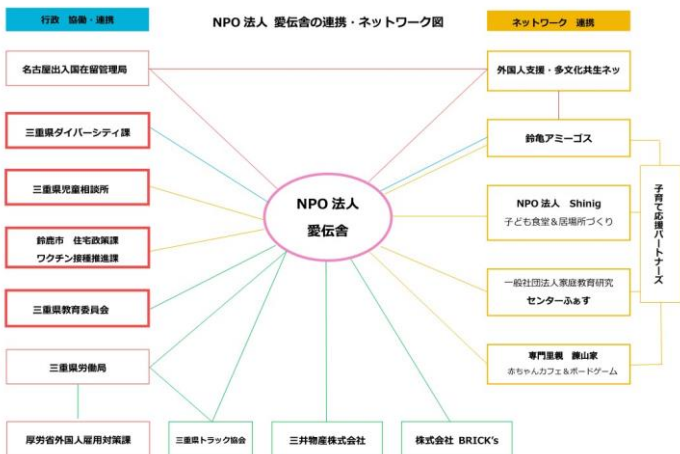 行政 協働・連携
NPO 法人 愛伝舎の連携・ネットワーク図
ネットワーク 連携
名古屋出入国在留管理局
三重県ダイバーシティ課
三重県児童相談所
鈴鹿市 住宅政策課
ワクチン接種推進課
三重県教育委員会
三重県労働局
厚労省外国人雇用対策課
NPO 法人
愛伝舎
三重県トラック協会
三井物産株式会社
株式会社 BRICK's
外国人支援・多文化共生ネッ
鈴亀アミーゴス
NPO 法人 Shinig
子ども食堂&居場所づくり
一般社団法人家庭教育研究
センターふぁす
専門里親 諫山家
赤ちゃんカフェ&ボードゲーム
子育て応援パートナーズ